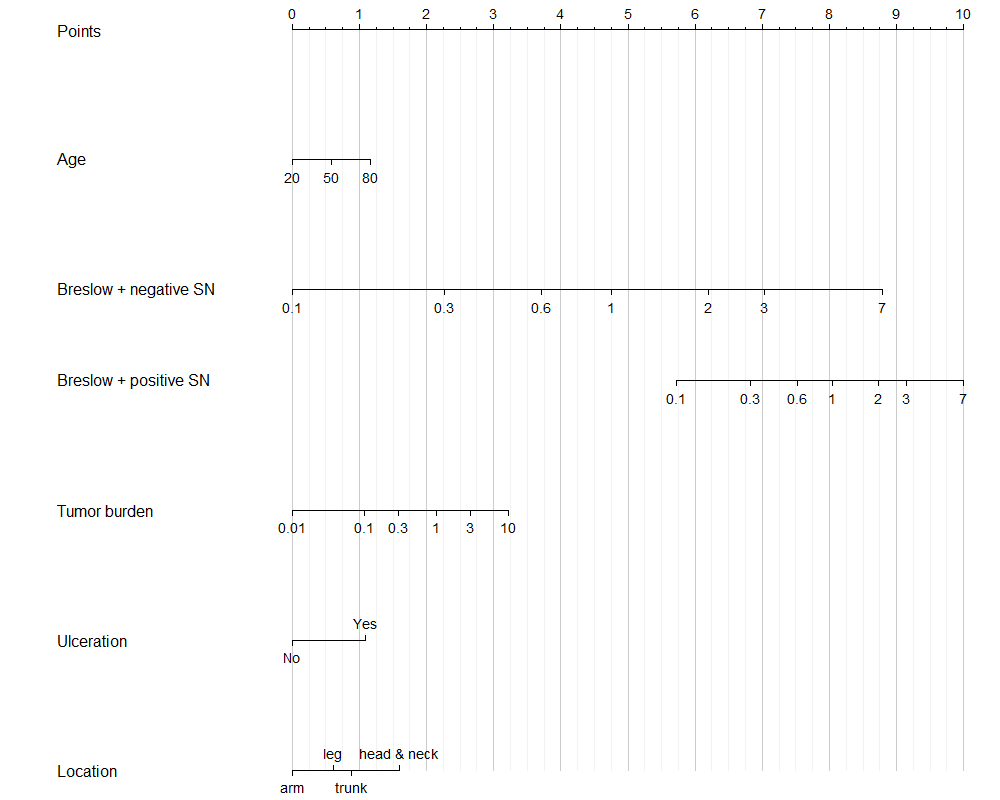 0 1 2 3 4 5 6 7 8 9 10
Points
Age
20 50 80
Breslow + negative SN
0.1 0.3 0.6 1 2 3 7
Breslow + positive SN
0.1 0.3 0.6 1 2 3 7
Tumor burden
0.01 0.1 0.3 1 3 10
Yes
Ulceration
No
leg head & neck
Location
arm trunk